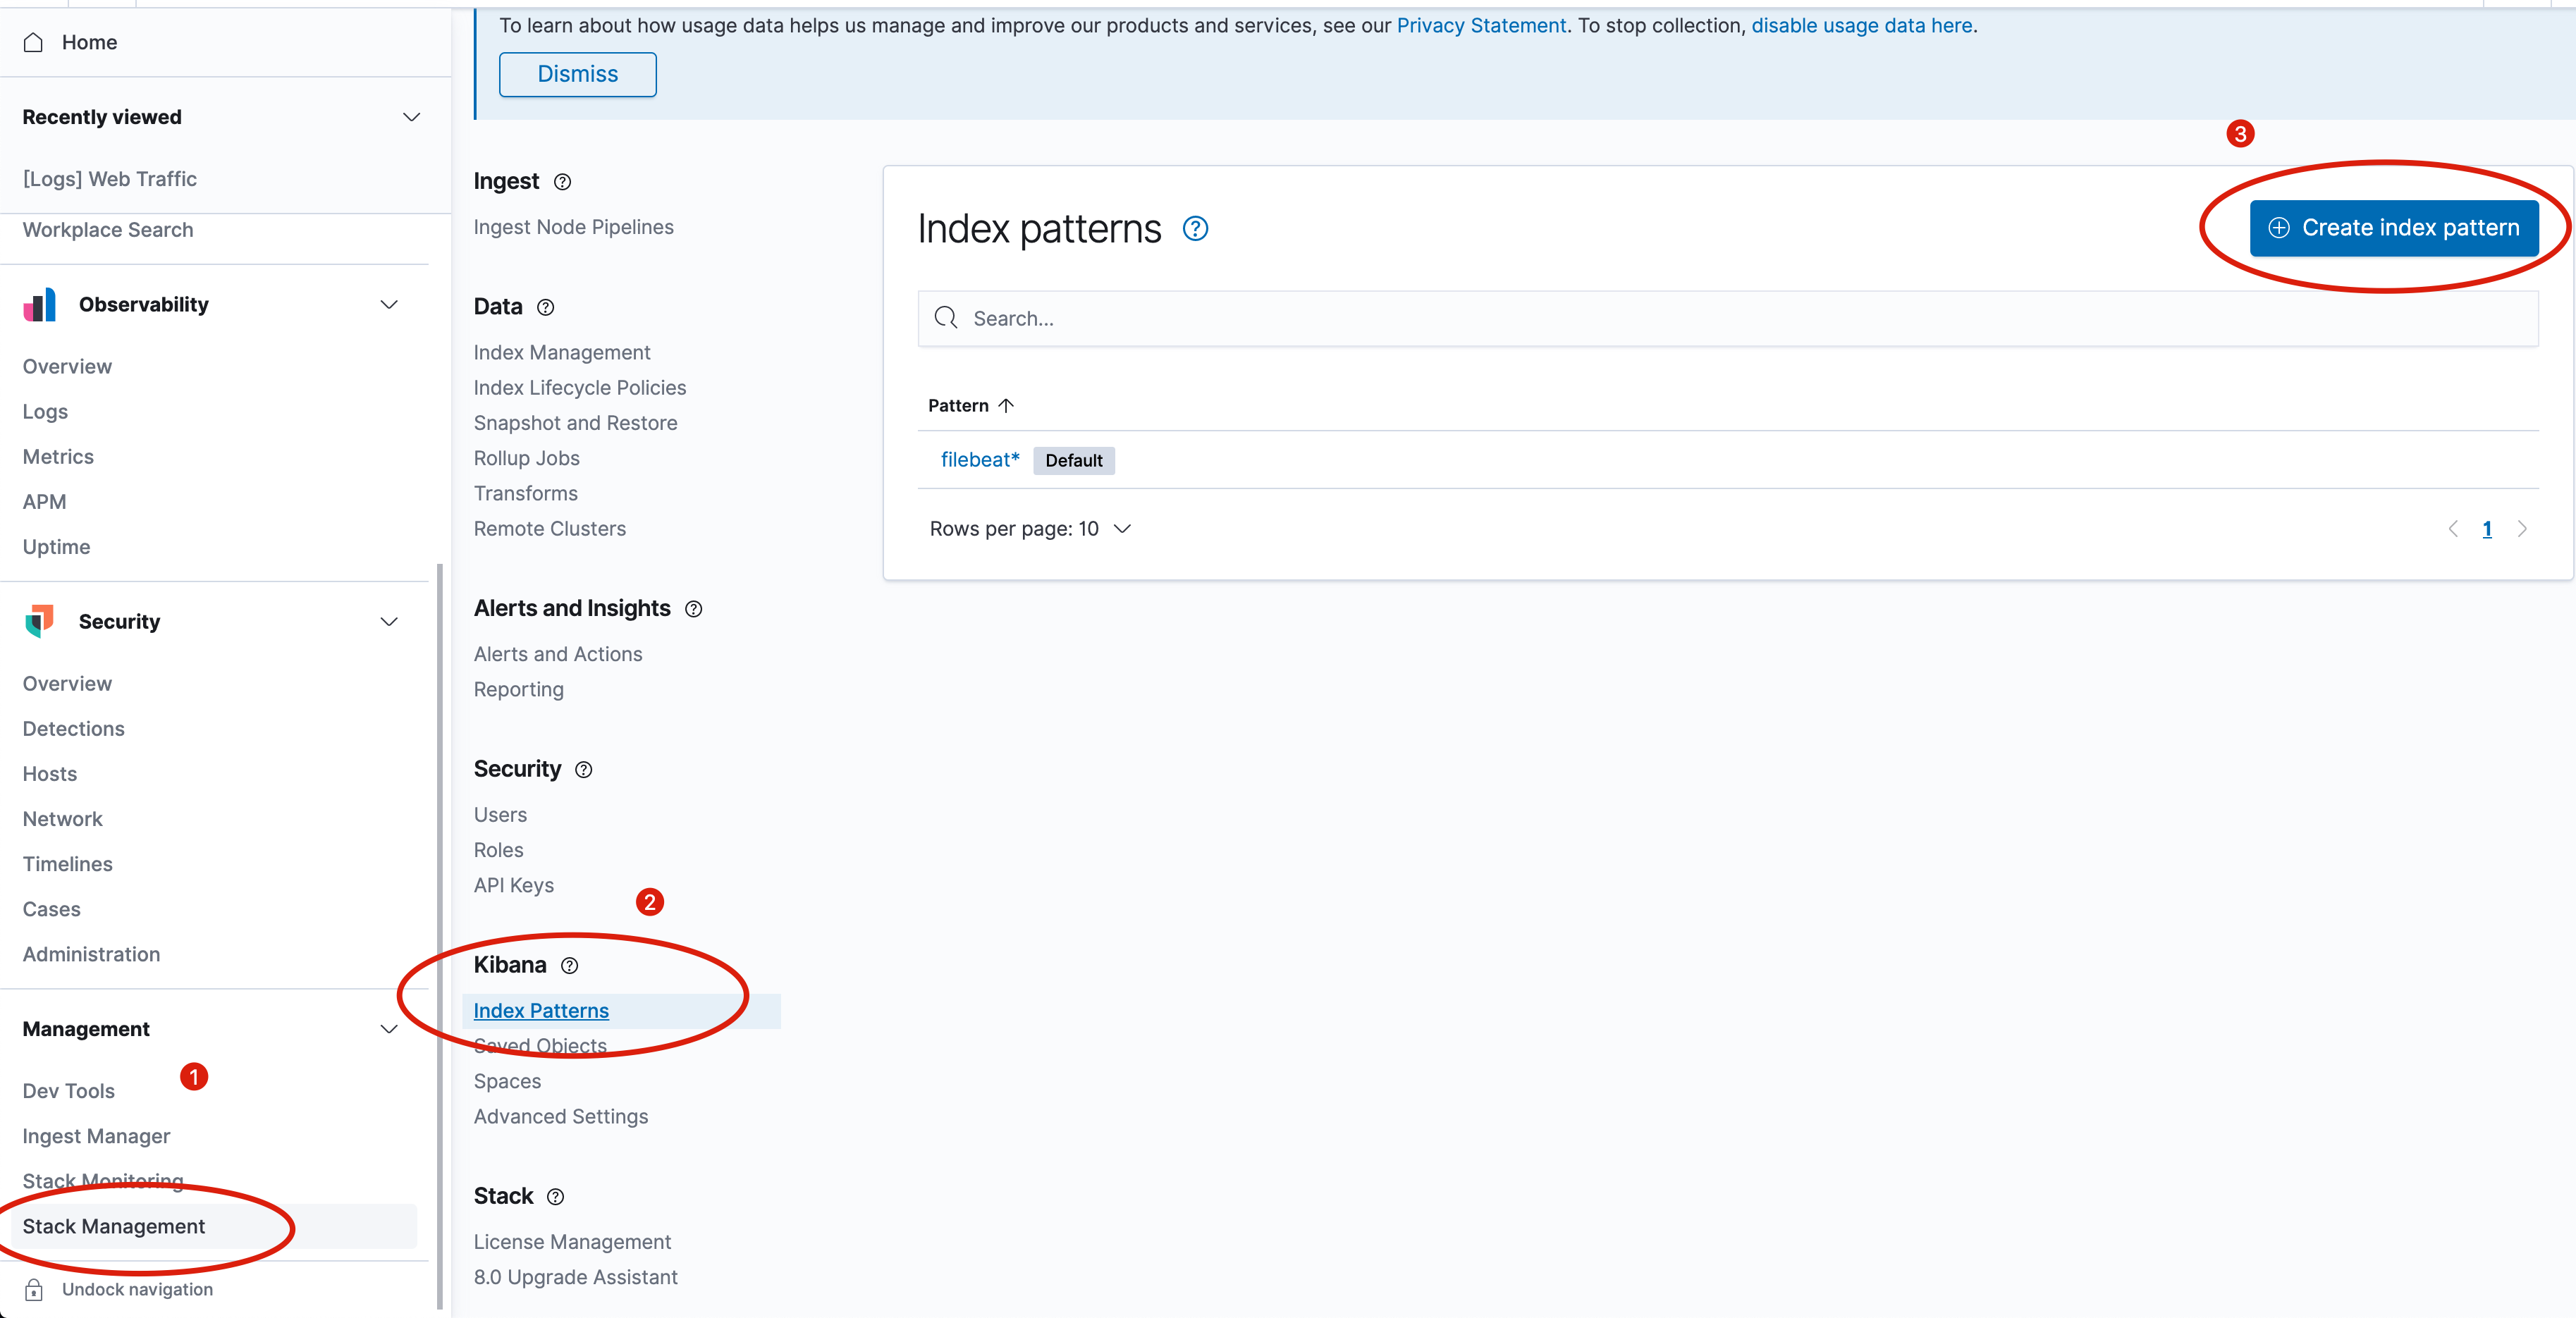 Home
Recently viewed
[Logs] Web Traffic
Workplace Search
Observability
Overview
Logs
Metrics
APM
Uptime
Security
Overview
Detections
Hosts
Network
Timelines
Cases
Administration
Management
1
Dev Tools
Ingest Manager
Stack Monitoring
Stack Management
Undock navigation
To learn about how usage data helps us manage and improve our products and services, see our Privacy Statement. To stop collection, disable usage data here.
Dismiss
Ingest
Ingest Node Pipelines
Data
Index Management
Index Lifecycle Policies
Snapshot and Restore
Rollup Jobs
Transforms
Remote Clusters
Alerts and Insights
Alerts and Actions
Reporting
Security
Users
Roles
API Keys
2
Kibana
Index Patterns
Saved Objects
Spaces
Advanced Settings
Stack
License Management
8.0 Upgrade Assistant
3
Index patterns
Create index pattern
Search...
Pattern
filebeat* Default
Rows per page: 10
1